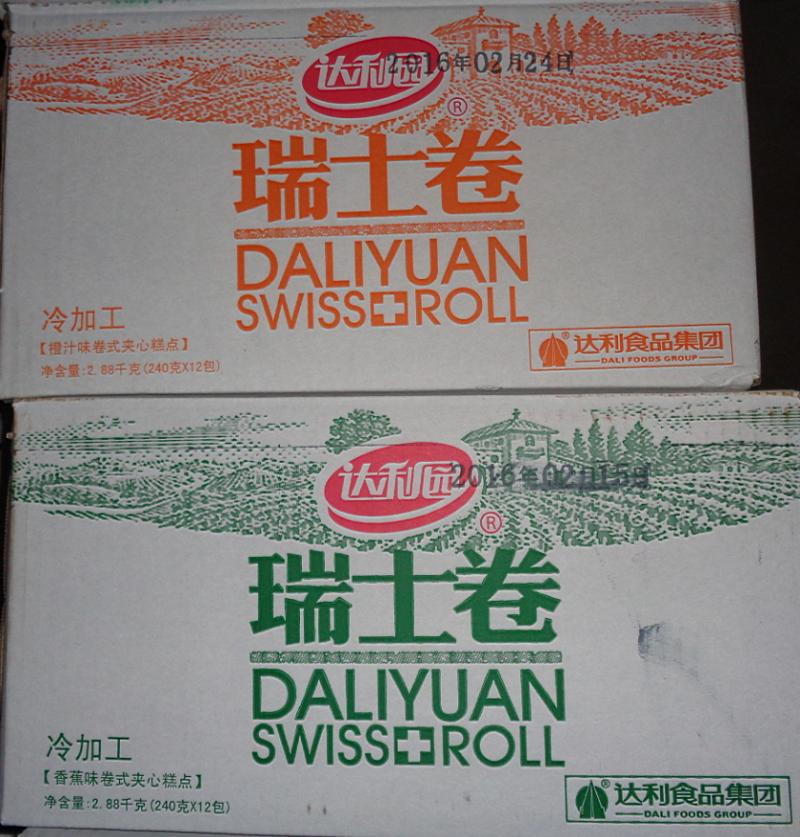 达利园 2016年02月24日
®
瑞士卷
DALIYUAN
SWISS ROLL
冷加工
【橙汁味卷式夹心糕点】
净含量:2.88千克(240克X12包)
® 达利食品集团
DALI FOODS GROUP
达利园 2016年02月15日
®
瑞士卷
DALIYUAN
SWISS ROLL
冷加工
【香蕉味卷式夹心糕点】
净含量:2.88千克(240克X12包)
® 达利食品集团
DALI FOODS GROUP